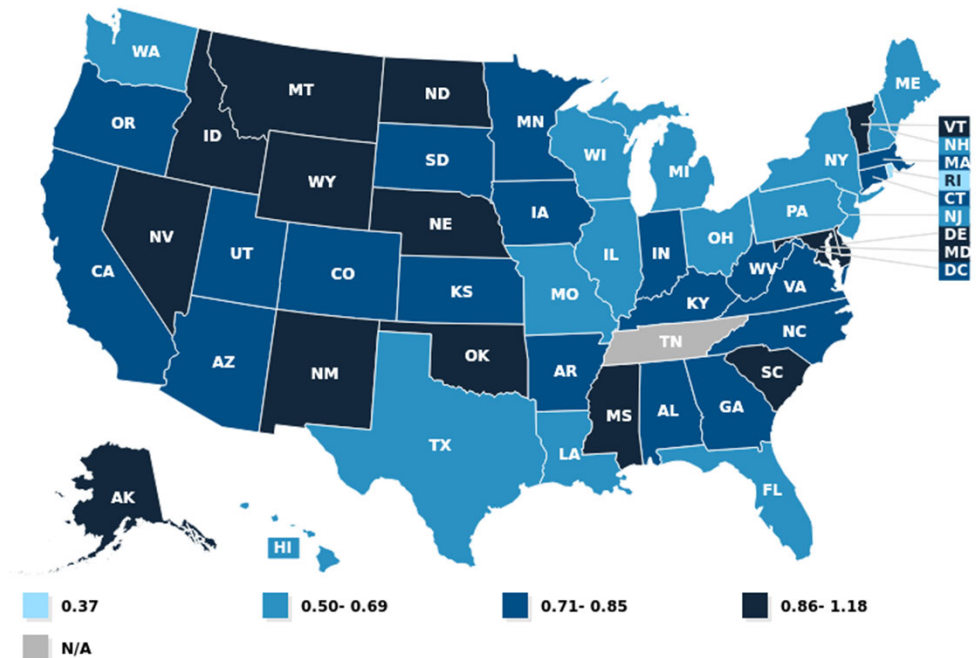 WA
ME
MT
ND
VT
OR
MN
NH
ID
SD
WI
NY
MA
MI
RI
WY
CT
IA
PA
NJ
NE
DE
NV
OH
MD
UT
IL
IN
DC
CA
CO
WV
VA
KS
MO
KY
NC
TN
AZ
OK
AR
SC
NM
MS
AL
GA
TX
LA
FL
AK
HI
0.37
0.50- 0.69
0.71- 0.85
0.86- 1.18
N/A